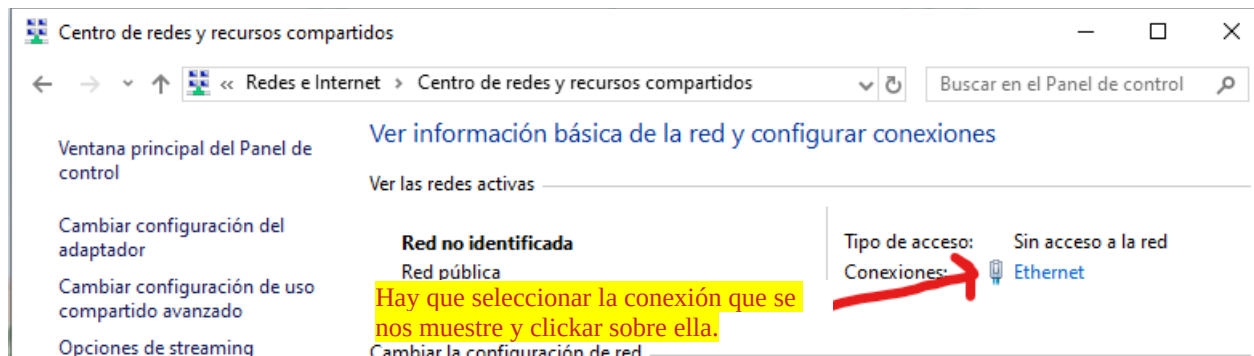 Centro de redes y recursos compartidos
« Redes e Internet > Centro de redes y recursos compartidos
Buscar en el Panel de control
Ventana principal del Panel de
control
Cambiar configuración del
adaptador
Cambiar configuración de uso
compartido avanzado
Opciones de streaming
Ver información básica de la red y configurar conexiones
Ver las redes activas
Red no identificada
Red pública
Tipo de acceso: Sin acceso a la red
Conexiones: Ethernet
Hay que seleccionar la conexión que se
nos muestre y clickar sobre ella.
Cambiar la configuración de red